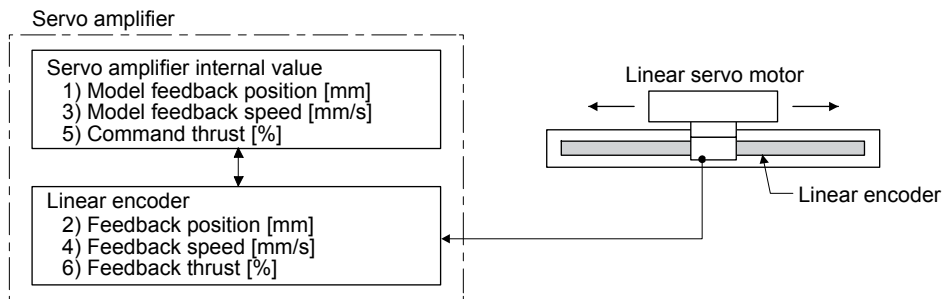 Servo amplifier
Servo amplifier internal value
1) Model feedback position [mm]
3) Model feedback speed [mm/s]
5) Command thrust [%]
Linear encoder
2) Feedback position [mm]
4) Feedback speed [mm/s]
6) Feedback thrust [%]
Linear servo motor
Linear encoder